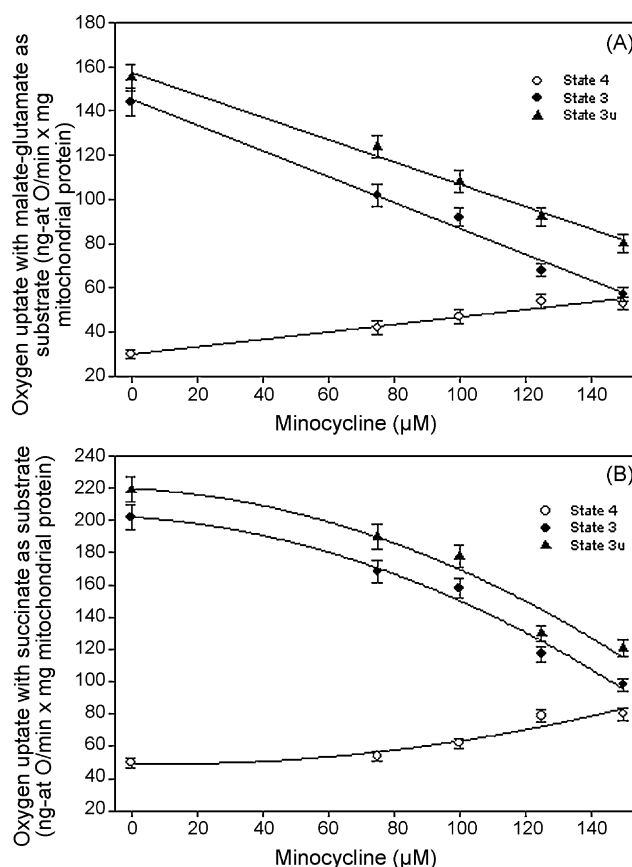 (A)
Oxygen uptate with malate-glutamate as
substrate (ng-at O/min x mg
mitochondrial protein)
180
160
140
120
100
80
60
40
20
State 4
State 3
State 3u
0 20 40 60 80 100 120 140
Minocycline (µM)
(B)
Oxygen uptate with succinate as substrate
(ng-at O/min x mg mitochondrial protein)
240
220
200
180
160
140
120
100
80
60
40
20
State 4
State 3
State 3u
0 20 40 60 80 100 120 140
Minocycline (µM)